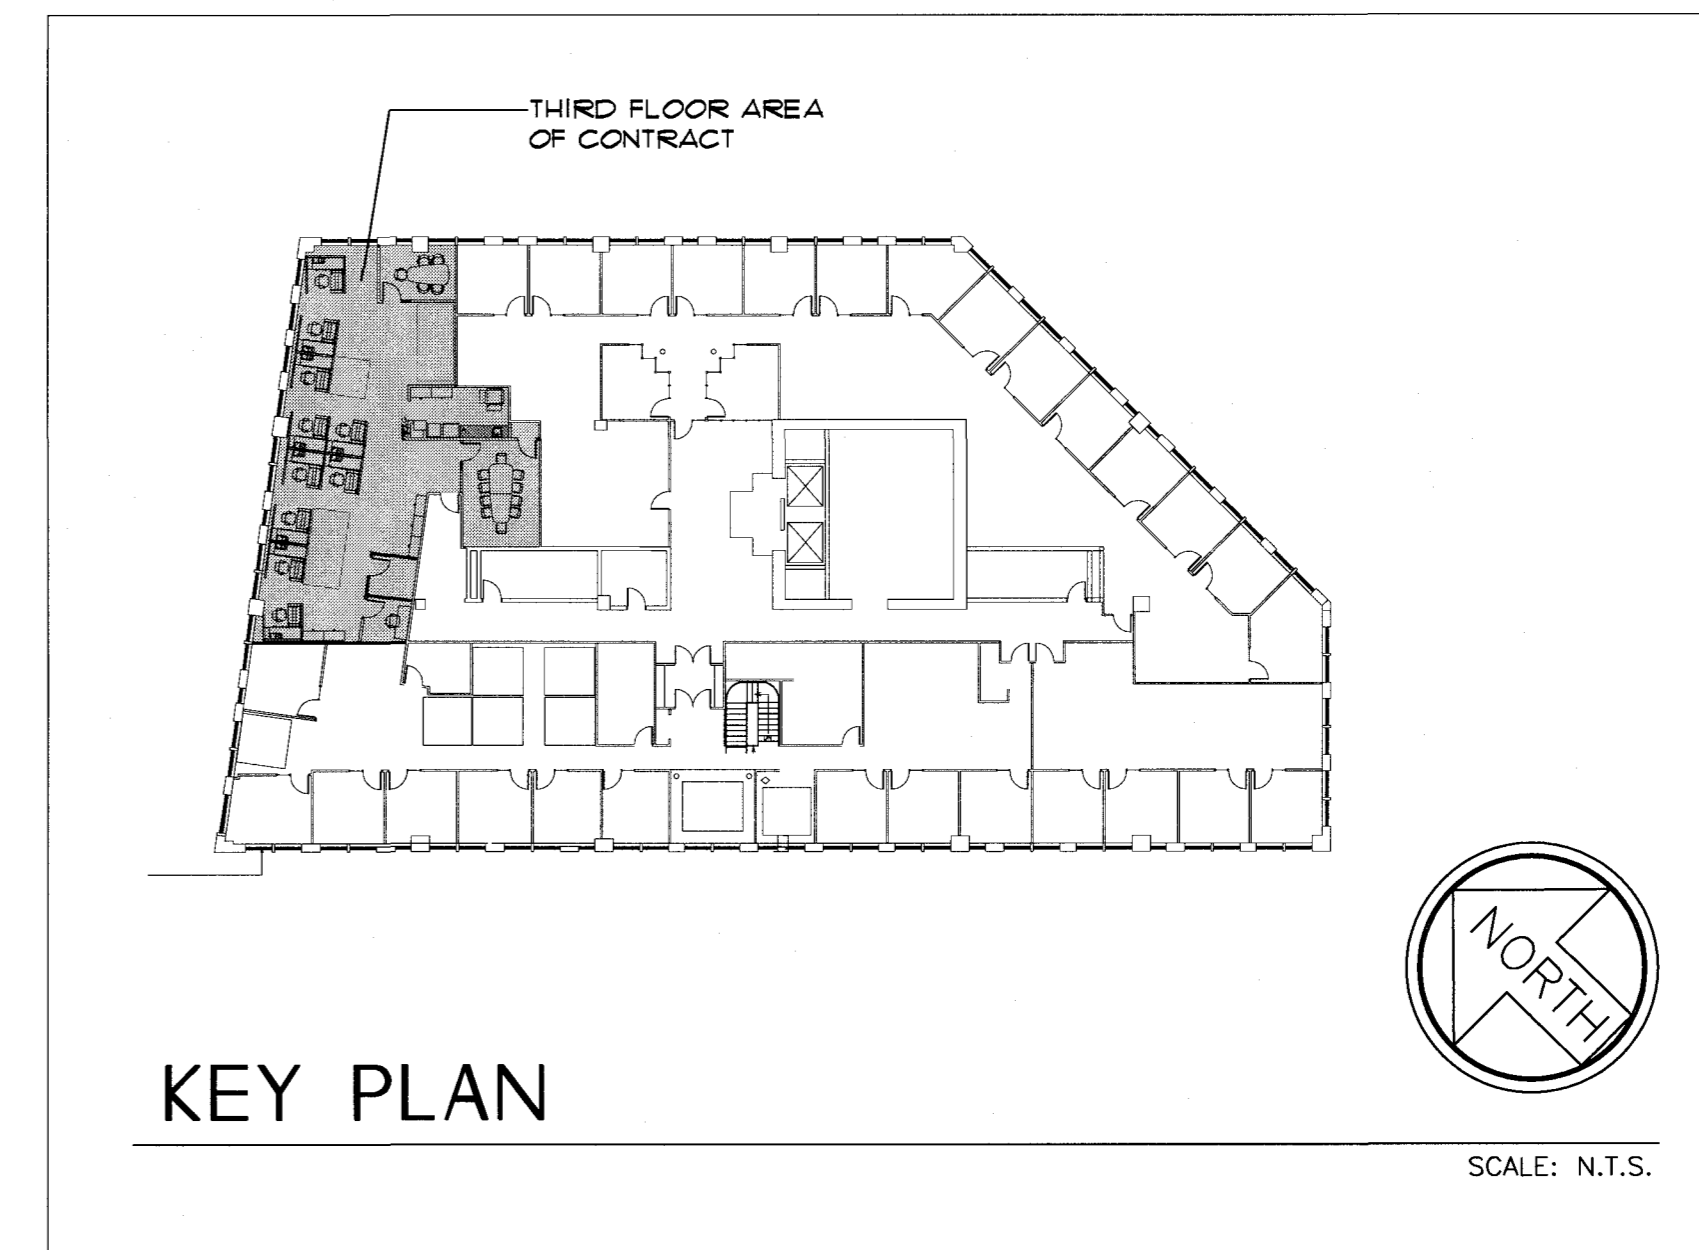 THIRD FLOOR AREA
OF CONTRACT
NORTH
KEY PLAN
SCALE: N.T.S.